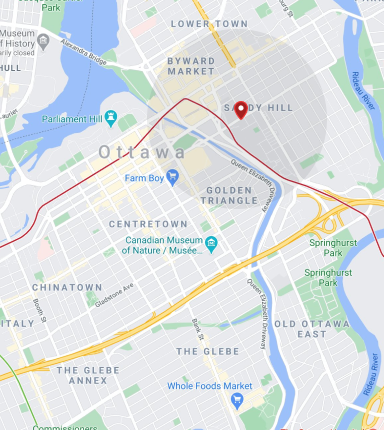 Park
LOWER TOWN
Museum
of History
arily closed
Alexandra Bridge
HULL
BYWARD
MARKET
Rideau River
SANDY HILL
Parliament Hill
Ottawa
Farm Boy
Queen Elizabeth Driveway
GOLDEN
TRIANGLE
CENTRETOWN
Canadian Museum
of Nature / Musée...
Springhurst
Park
Springhurst
Park
CHINATOWN
Gladstone Ave
Booth St
Queen Elizabeth Driveway
ITALY
Bank St
OLD OTTAWA
EAST
THE GLEBE
THE GLEBE
ANNEX
Rideau River
Whole Foods Market
Commissioners